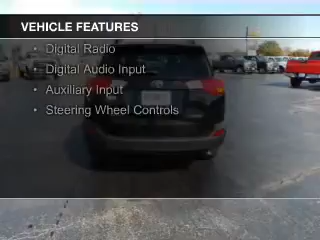 VEHICLE FEATURES
• Digital Radio
• Digital Audio Input
• Auxiliary Input
• Steering Wheel Controls